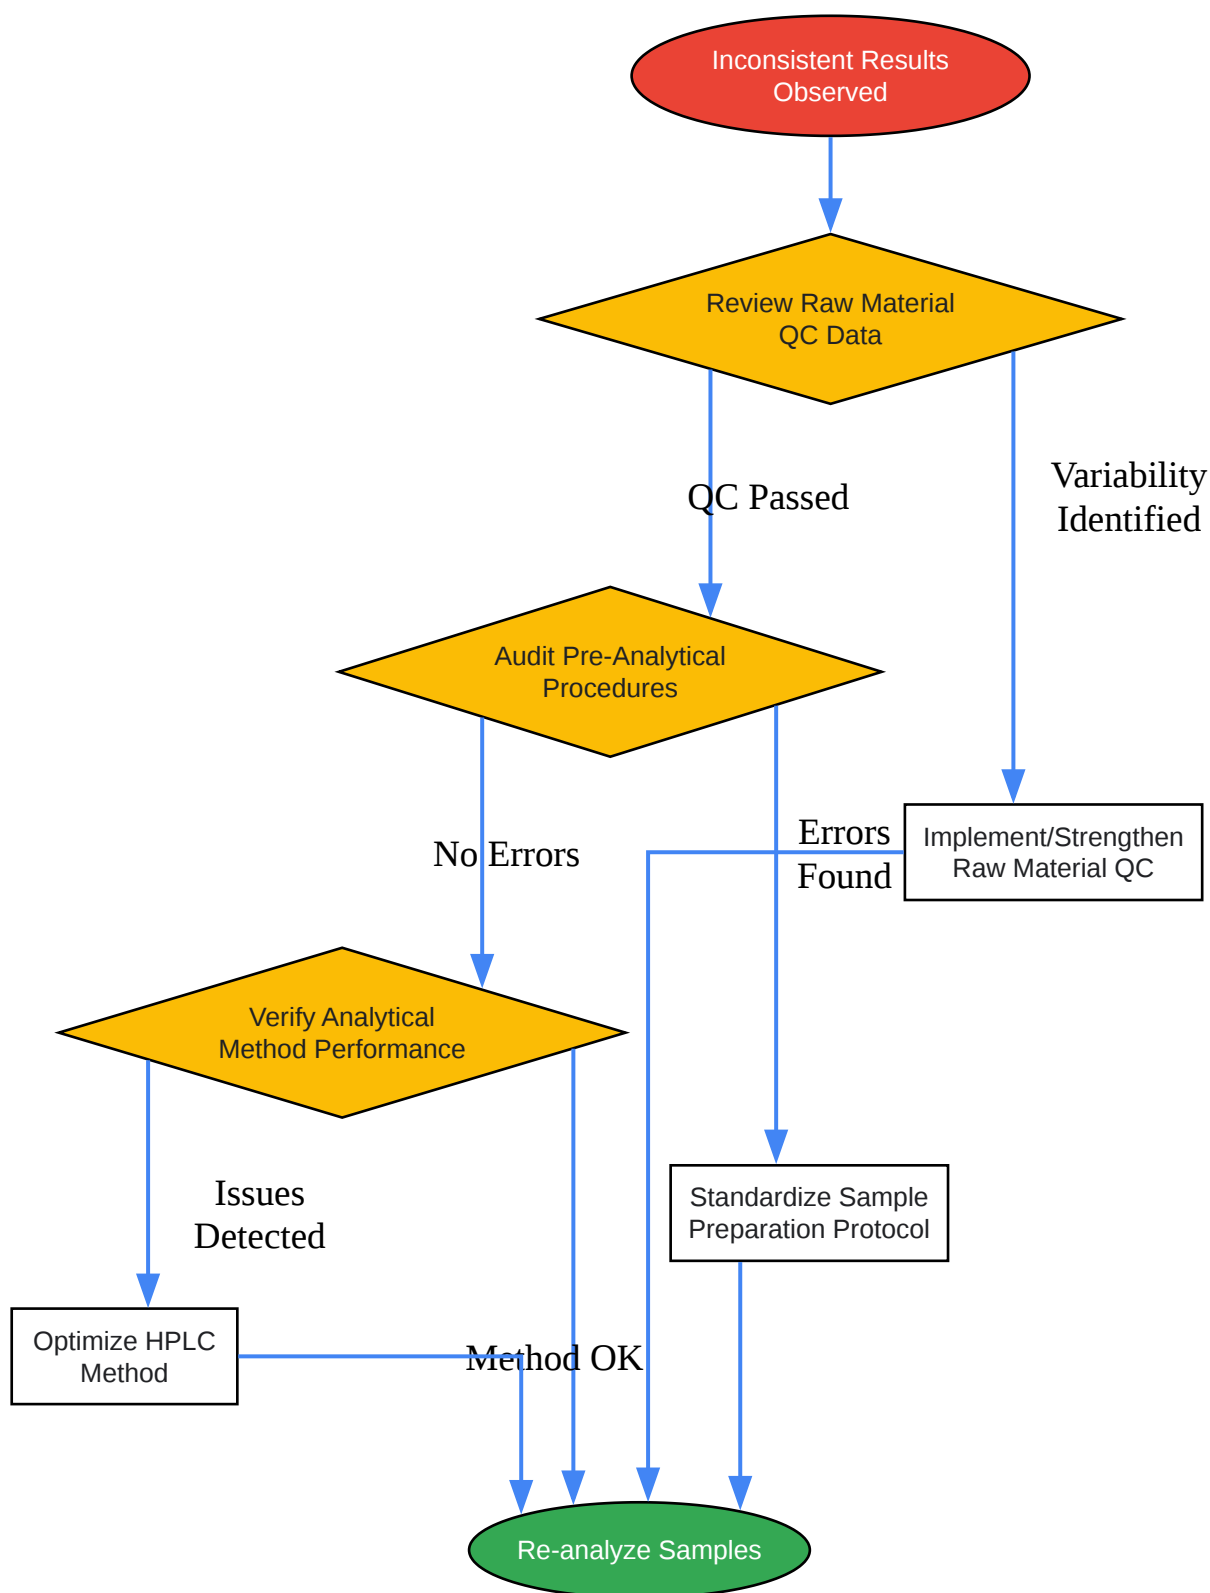 Inconsistent Results
Observed
Review Raw Material
QC Data
QC Passed
Variability
Identified
Audit Pre-Analytical
Procedures
No Errors
Errors
Found
Implement/Strengthen
Raw Material QC
Verify Analytical
Method Performance
Issues
Detected
Standardize Sample
Preparation Protocol
Optimize HPLC
Method
Method OK
Re-analyze Samples